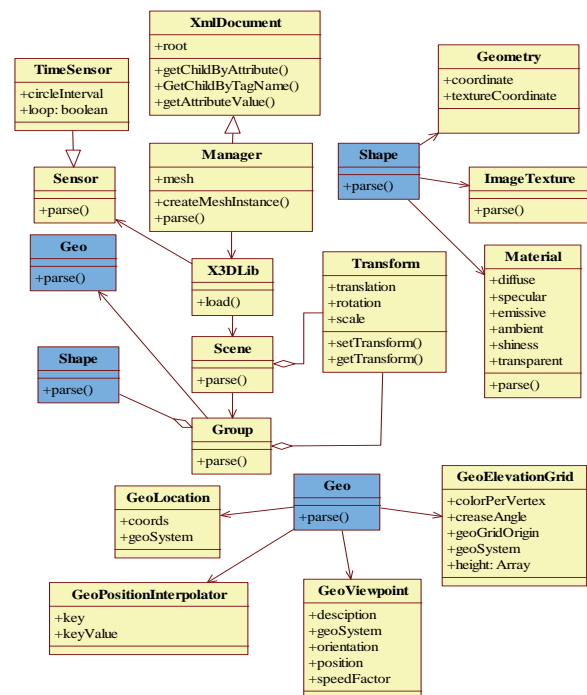 XmlDocument
+root
+getChildByAttribute()
+GetChildByTagName()
+getAttributeValue()
TimeSensor
+circleInterval
+loop: boolean
Geometry
+coordinate
+textureCoordinate
Manager
+mesh
+createMeshInstance()
+parse()
Shape
+parse()
Sensor
+parse()
ImageTexture
+parse()
Geo
+parse()
X3DLib
+load()
Transform
+translation
+rotation
+scale
+setTransform()
+getTransform()
Material
+diffuse
+specular
+emissive
+ambient
+shiness
+transparent
+parse()
Scene
+parse()
Shape
+parse()
Group
+parse()
GeoLocation
+coords
+geoSystem
Geo
+parse()
GeoElevationGrid
+colorPerVertex
+creaseAngle
+geoGridOrigin
+geoSystem
+height: Array
GeoPositionInterpolator
+key
+keyValue
GeoViewpoint
+desciption
+geoSystem
+orientation
+position
+speedFactor